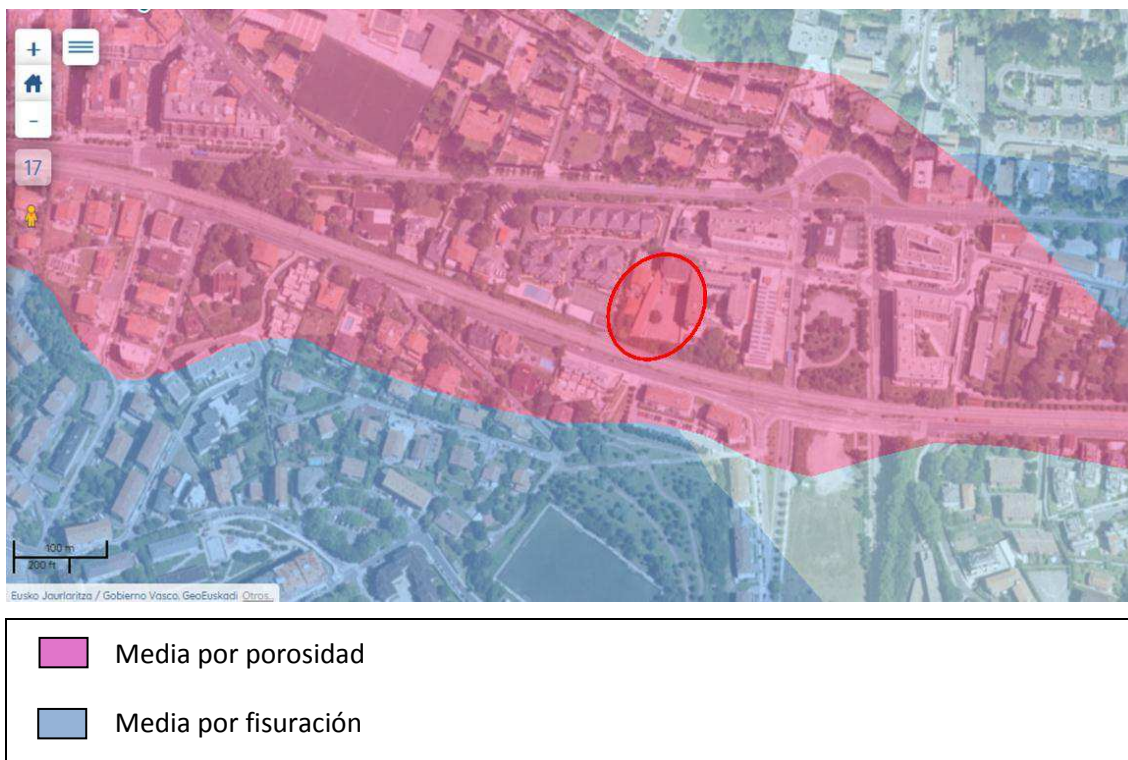 +
-
17
100 m
200 ft
Eusko Jaurlaritza / Gobierno Vasco. GeoEuskadi Otros..
Media por porosidad
Media por fisuración